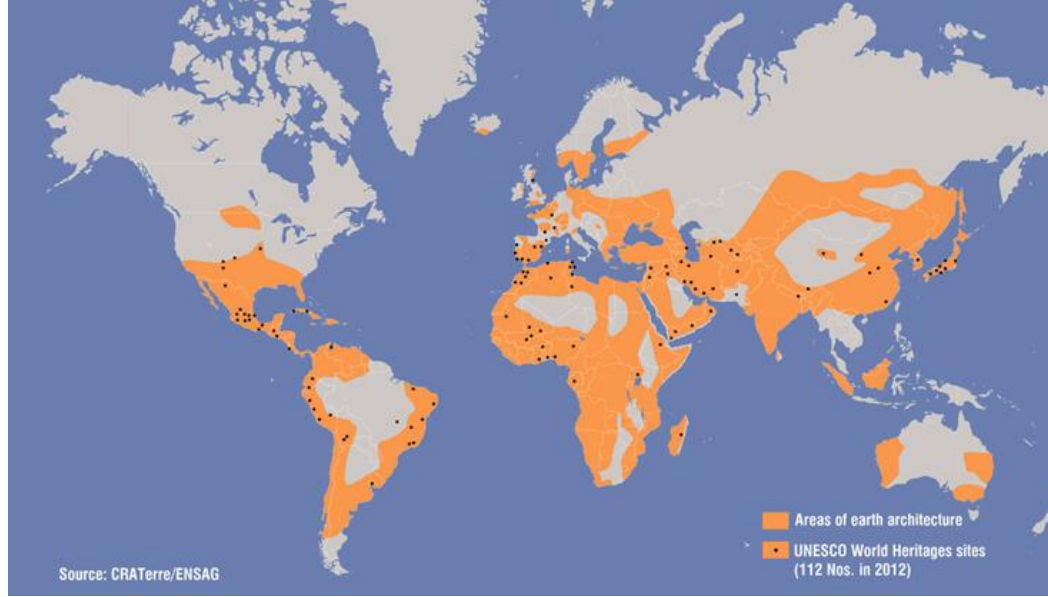 Areas of earth architecture
UNESCO World Heritages sites
(112 Nos. in 2012)
Source: CRATerre/ENSAG